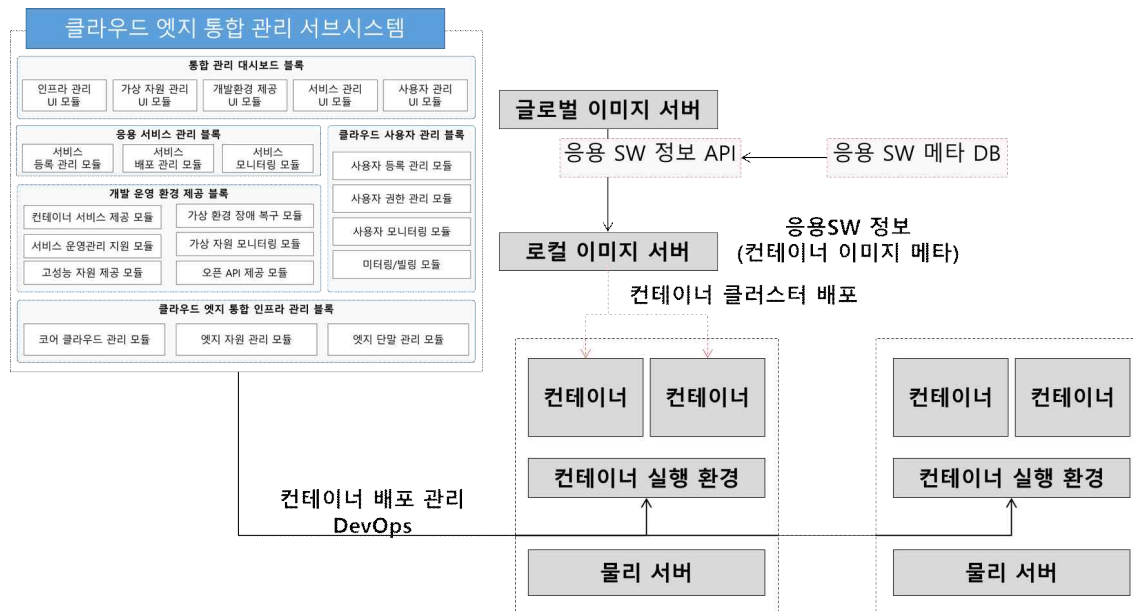 클라우드 엣지 통합 관리 서브시스템
통합 관리 대시보드 블록
인프라 관리
UI 모듈
가상 자원 관리
UI 모듈
개발환경 제공
UI 모듈
서비스 관리
UI 모듈
사용자 관리
UI 모듈
응용 서비스 관리 블록
서비스
등록 관리 모듈
서비스
배포 관리 모듈
서비스
모니터링 모듈
클라우드 사용자 관리 블록
사용자 등록 관리 모듈
사용자 권한 관리 모듈
사용자 모니터링 모듈
미터링/빌링 모듈
개발 운영 환경 제공 블록
컨테이너 서비스 제공 모듈
가상 환경 장애 복구 모듈
서비스 운영관리 지원 모듈
가상 자원 모니터링 모듈
고성능 자원 제공 모듈
오픈 API 제공 모듈
클라우드 엣지 통합 인프라 관리 블록
코어 클라우드 관리 모듈
엣지 자원 관리 모듈
엣지 단말 관리 모듈
글로벌 이미지 서버
응용 SW 정보 API
응용 SW 메타 DB
로컬 이미지 서버
응용SW 정보
(컨테이너 이미지 메타)
컨테이너 클러스터 배포
컨테이너
컨테이너
컨테이너 실행 환경
물리 서버
컨테이너
컨테이너
컨테이너 실행 환경
물리 서버
컨테이너 배포 관리
DevOps